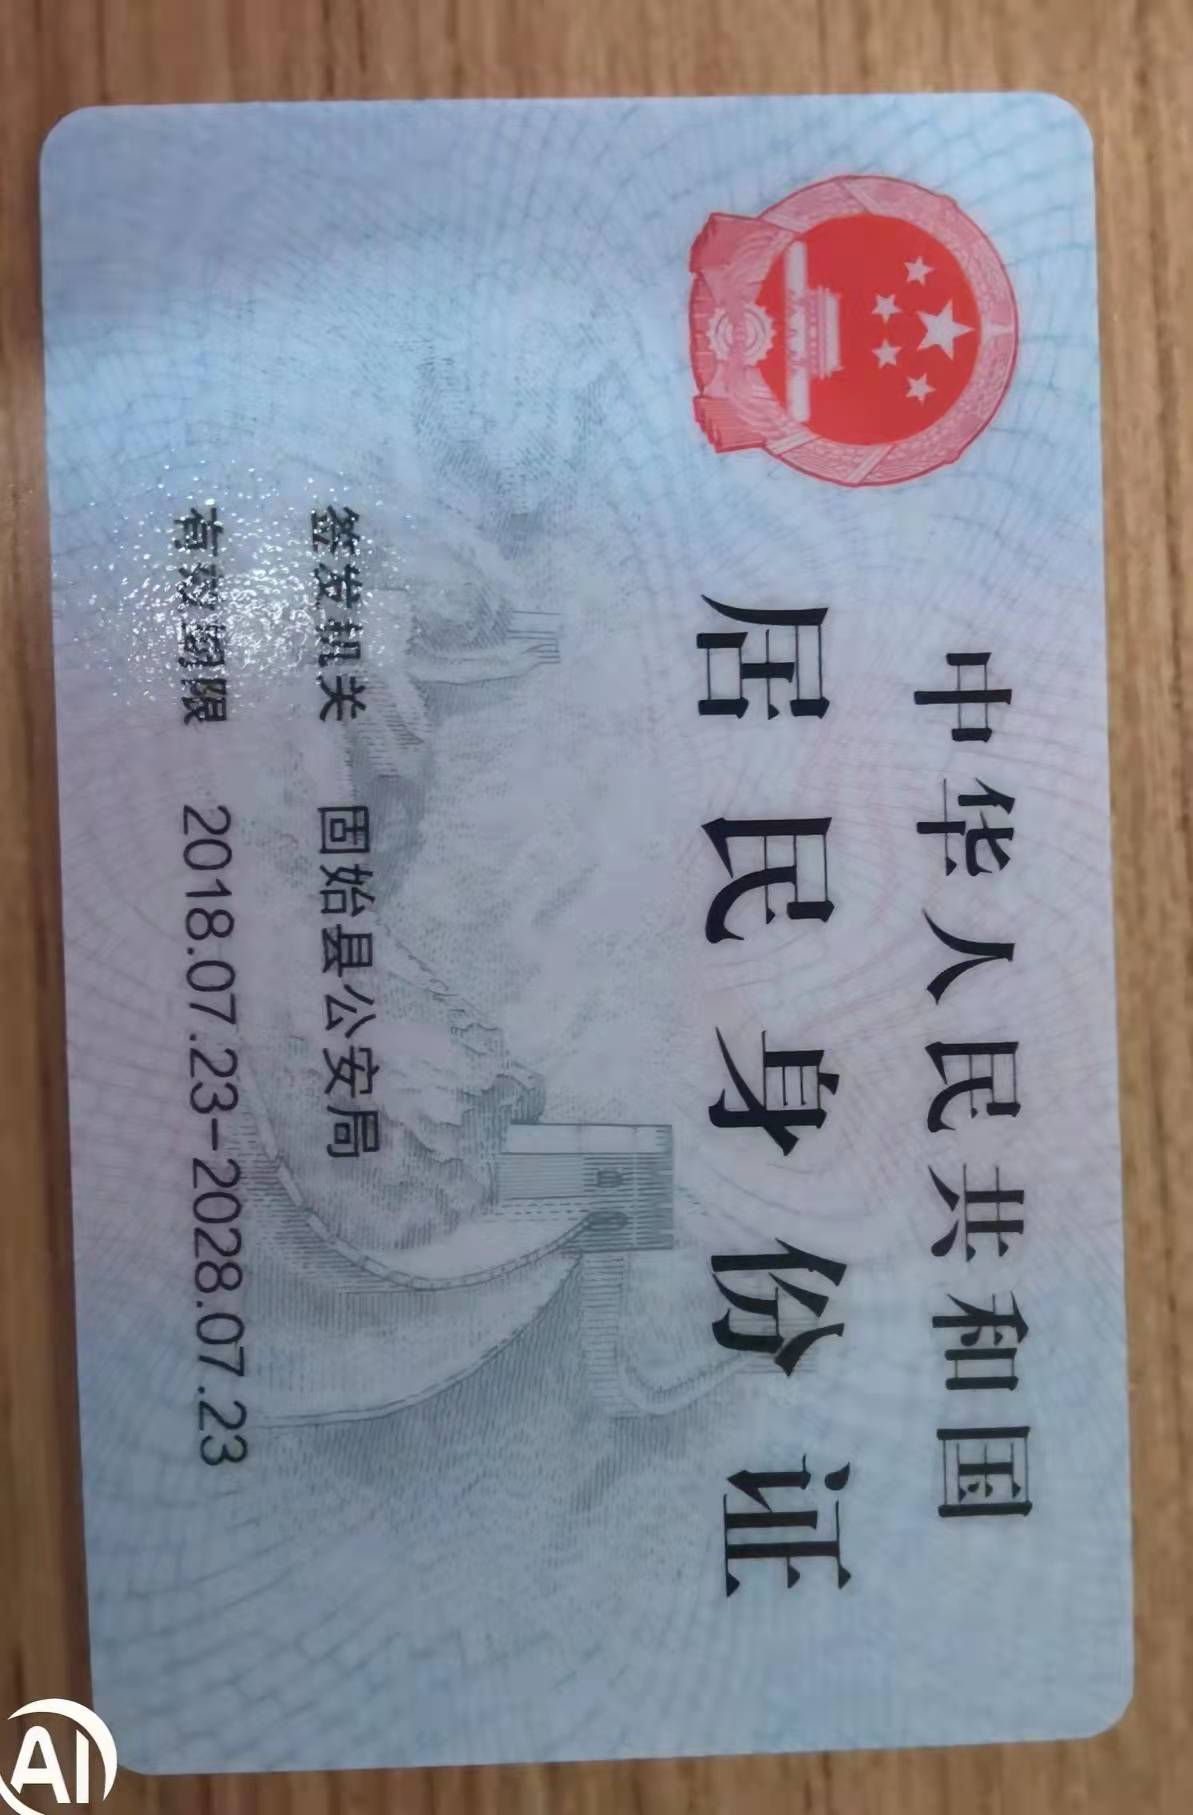 中华人民共和国
居民身份证
签发机关 固始县公安局
有效期限 2018.07.23-2028.07.23
AI